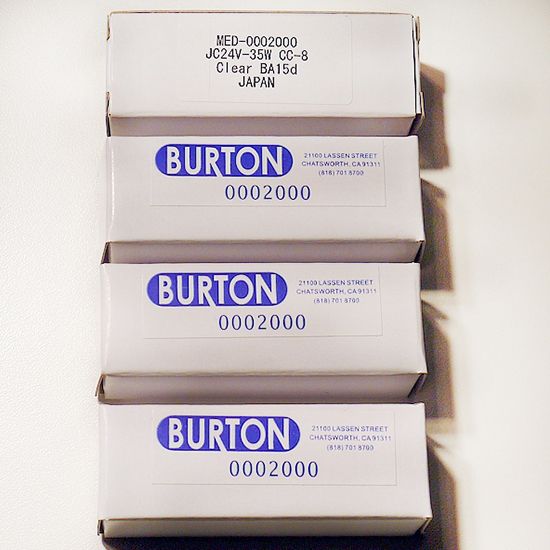 MED-0002000
JC24V-35W CC-8
Clear BA15d
JAPAN
BURTON
21100 LASSEN STREET
CHATSWORTH, CA 91311
(818) 701 8700
0002000
BURTON
21100 LASSEN STREET
CHATSWORTH, CA 91311
(818) 701 8700
0002000
BURTON
21100 LASSEN STREET
CHATSWORTH, CA 91311
(818) 701 8700
0002000